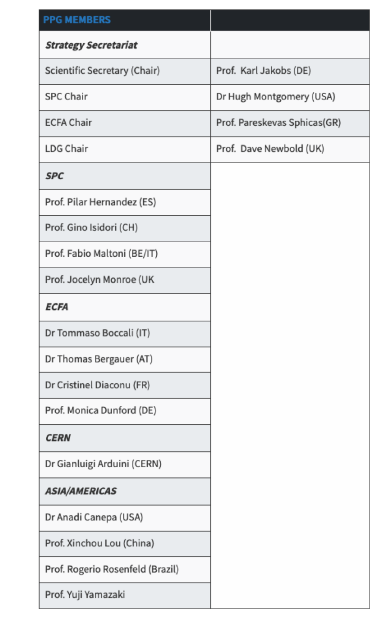 PPG MEMBERS
Strategy Secretariat
Scientific Secretary (Chair) Prof. Karl Jakobs (DE)
SPC Chair Dr Hugh Montgomery (USA)
ECFA Chair Prof. Pareskevas Sphicas(GR)
LDG Chair Prof. Dave Newbold (UK)
SPC
Prof. Pilar Hernandez (ES)
Prof. Gino Isidori (CH)
Prof. Fabio Maltoni (BE/IT)
Prof. Jocelyn Monroe (UK
ECFA
Dr Tommaso Boccali (IT)
Dr Thomas Bergauer (AT)
Dr Cristinel Diaconu (FR)
Prof. Monica Dunford (DE)
CERN
Dr Gianluigi Arduini (CERN)
ASIA/AMERICAS
Dr Anadi Canepa (USA)
Prof. Xinchou Lou (China)
Prof. Rogerio Rosenfeld (Brazil)
Prof. Yuji Yamazaki